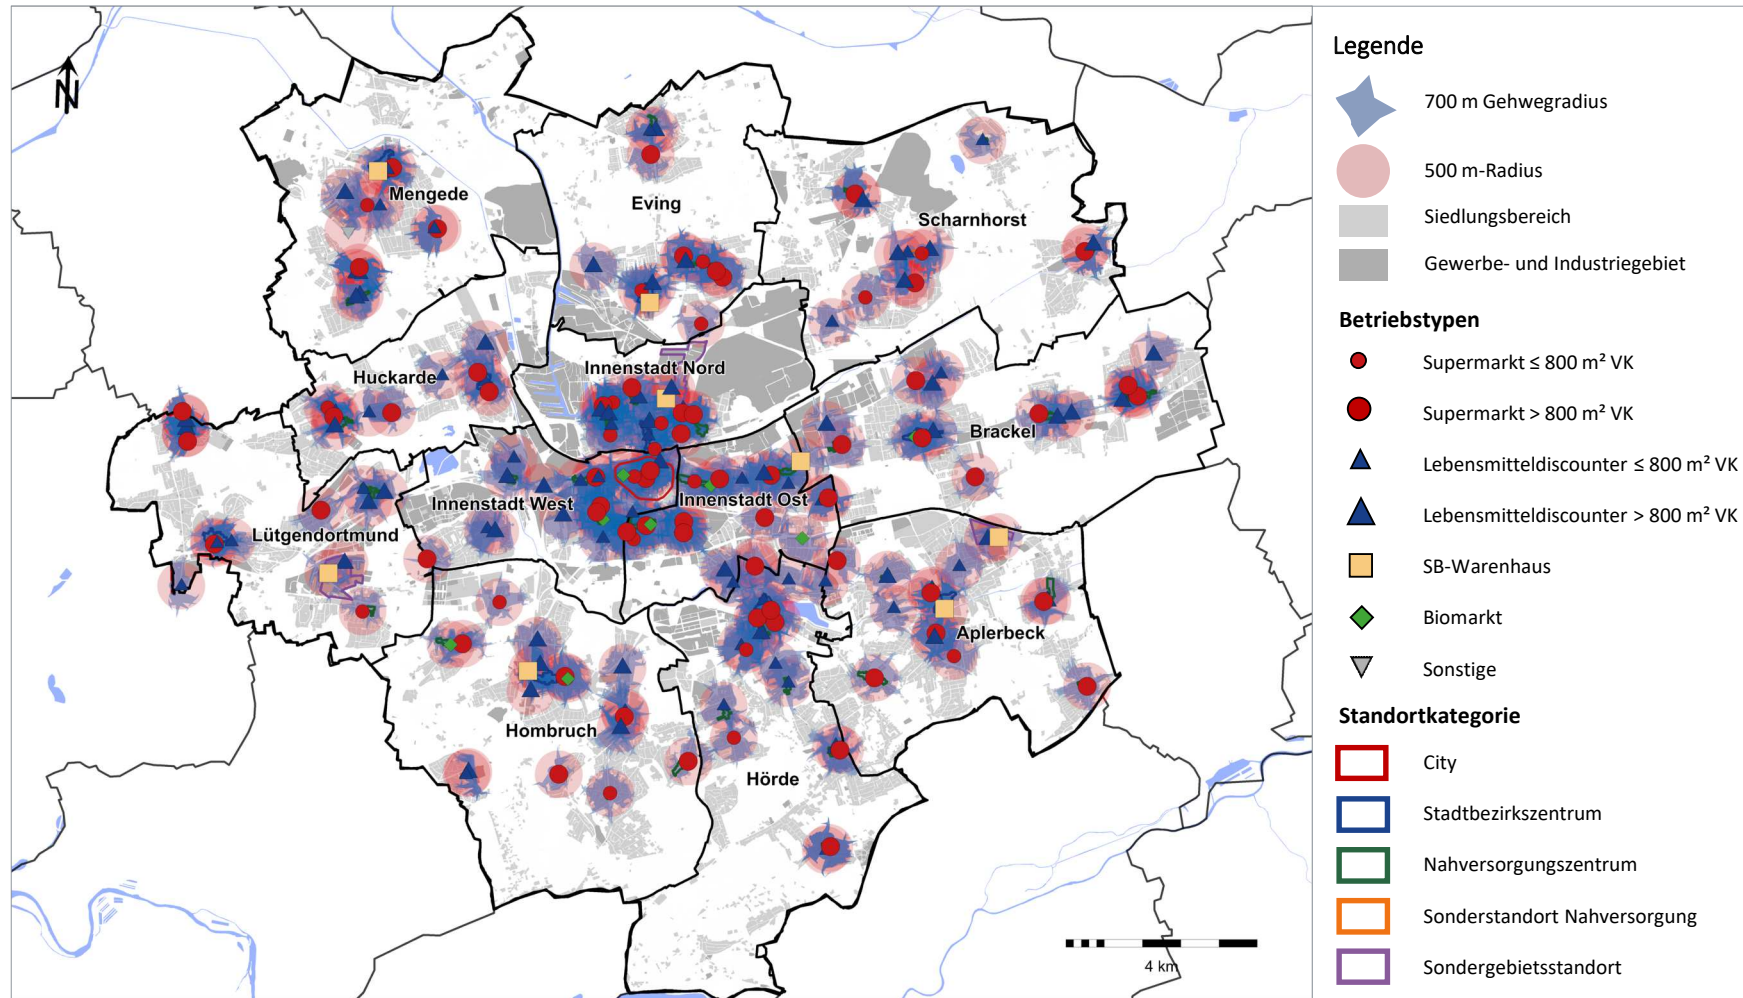 N
Mengede
Eving
Scharnhorst
Huckarde
Innenstadt Nord
Brackel
Innenstadt West
Innenstadt Ost
Lütgendortmund
Aplerbeck
Hombruch
Hörde
4 km
Legende
700 m Gehwegradius
500 m-Radius
Siedlungsbereich
Gewerbe- und Industriegebiet
Betriebstypen
Supermarkt ≤ 800 m² VK
Supermarkt > 800 m² VK
Lebensmitteldiscounter ≤ 800 m² VK
Lebensmitteldiscounter > 800 m² VK
SB-Warenhaus
Biomarkt
Sonstige
Standortkategorie
City
Stadtbezirkszentrum
Nahversorgungszentrum
Sonderstandort Nahversorgung
Sondergebietsstandort